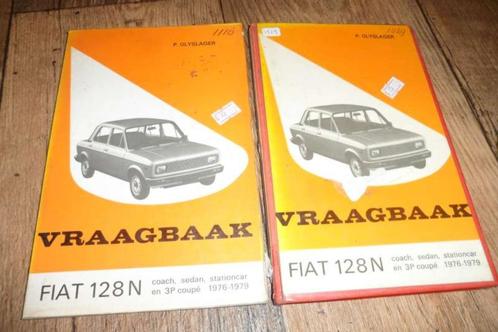 1110
P. OLYSLAGER
VRAAGBAAK
FIAT 128 N
coach, sedan, stationcar
en 3P coupé 1976-1979
P. OLYSLAGER
VRAAGBAAK
FIAT 128 N
coach, sedan, stationcar
en 3P coupé 1976-1979